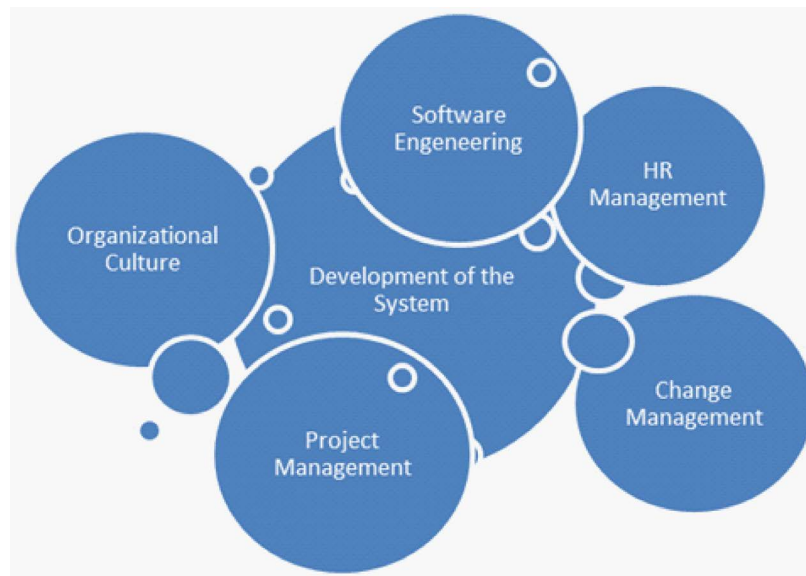 Software
Engeneering
HR
Management
Organizational
Culture
Development of the
System
Change
Management
Project
Management